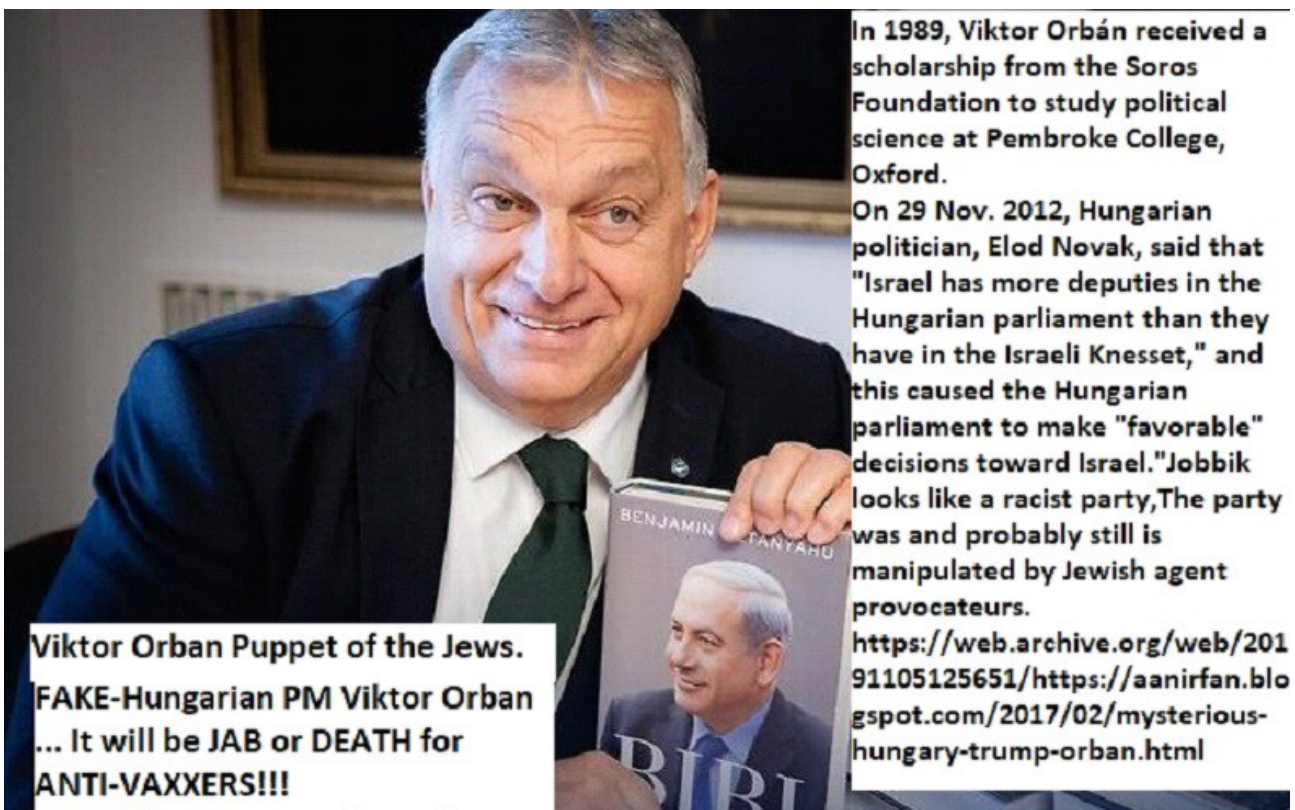 In 1989, Viktor Orbán received a
scholarship from the Soros
Foundation to study political
science at Pembroke College,
Oxford.
On 29 Nov. 2012, Hungarian
politician, Elod Novak, said that
"Israel has more deputies in the
Hungarian parliament than they
have in the Israeli Knesset," and
this caused the Hungarian
parliament to make "favorable"
decisions toward Israel."Jobbik
looks like a racist party,The party
was and probably still is
manipulated by Jewish agent
provocateurs.
https://web.archive.org/web/201
91105125651/https://aanirfan.blo
gspot.com/2017/02/mysterious-
hungary-trump-orban.html
BENJAMIN TANYAHU
BIBI
Viktor Orban Puppet of the Jews.
FAKE-Hungarian PM Viktor Orban
... It will be JAB or DEATH for
ANTI-VAXXERS!!!